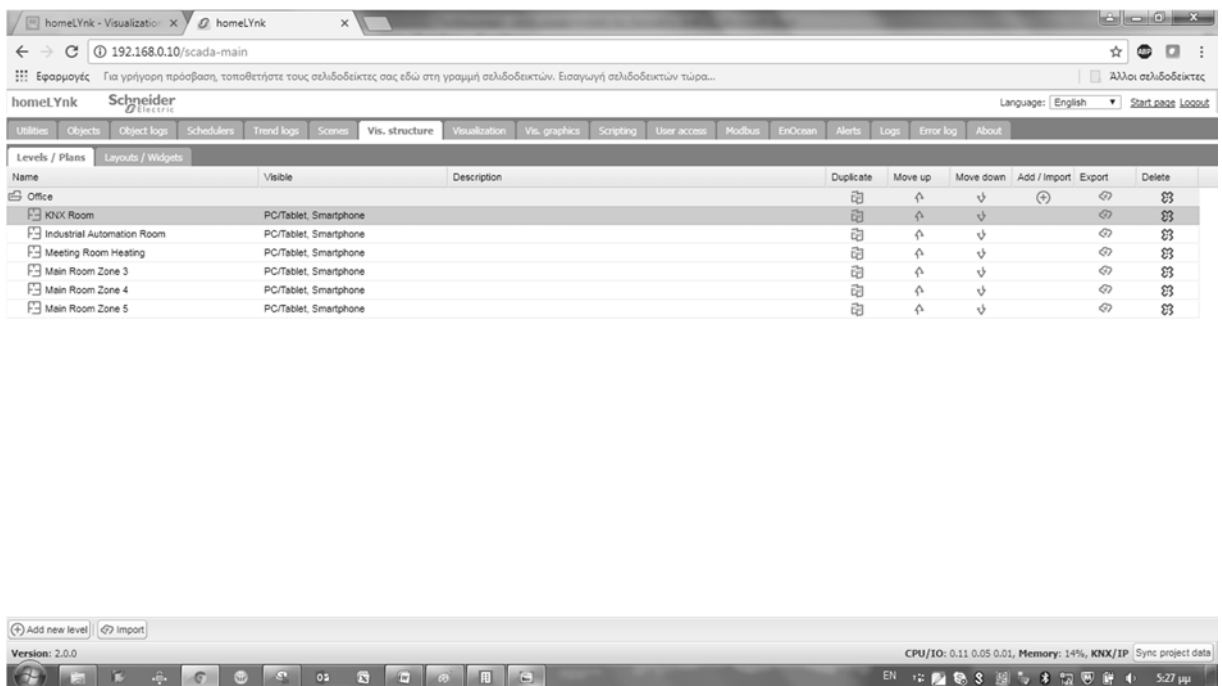 homeLYnk - Visualization
homeLYnk
192.168.0.10/scada-main
ABP
Εφαρμογές Για γρήγορη πρόσβαση, τοποθετήστε τους σελιδοδείκτες σας εδώ στη γραμμή σελιδοδεικτών. Εισαγωγή σελιδοδεικτών τώρα... Άλλοι σελιδοδείκτες
homeLYnk Schneider Electric Language: English Start page Logout
Utilities Objects Object logs Schedulers Trend logs Scenes Vis. structure Visualization Vis. graphics Scripting User access Modbus EnOcean Alerts Logs Error log About
Levels / Plans Layouts / Widgets
Name Visible Description Duplicate Move up Move down Add / Import Export Delete
Office
KNX Room PC/Tablet, Smartphone
Industrial Automation Room PC/Tablet, Smartphone
Meeting Room Heating PC/Tablet, Smartphone
Main Room Zone 3 PC/Tablet, Smartphone
Main Room Zone 4 PC/Tablet, Smartphone
Main Room Zone 5 PC/Tablet, Smartphone
Add new level Import
Version: 2.0.0 CPU/IO: 0.11 0.05 0.01, Memory: 14%, KNX/IP Sync project data
EN 5:27 μμ